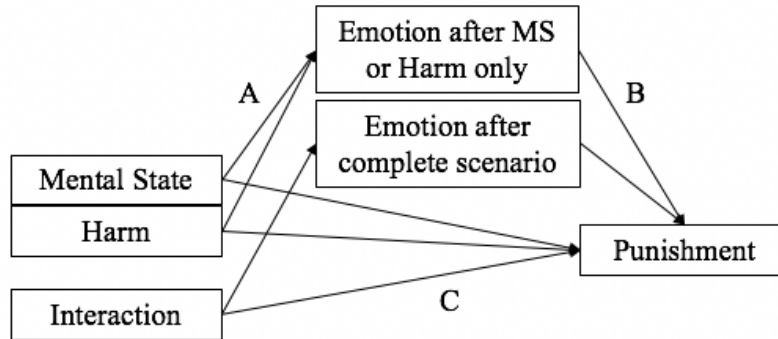 Emotion after MS
or Harm only
A
B
Emotion after
complete scenario
Mental State
Harm
Punishment
Interaction
C